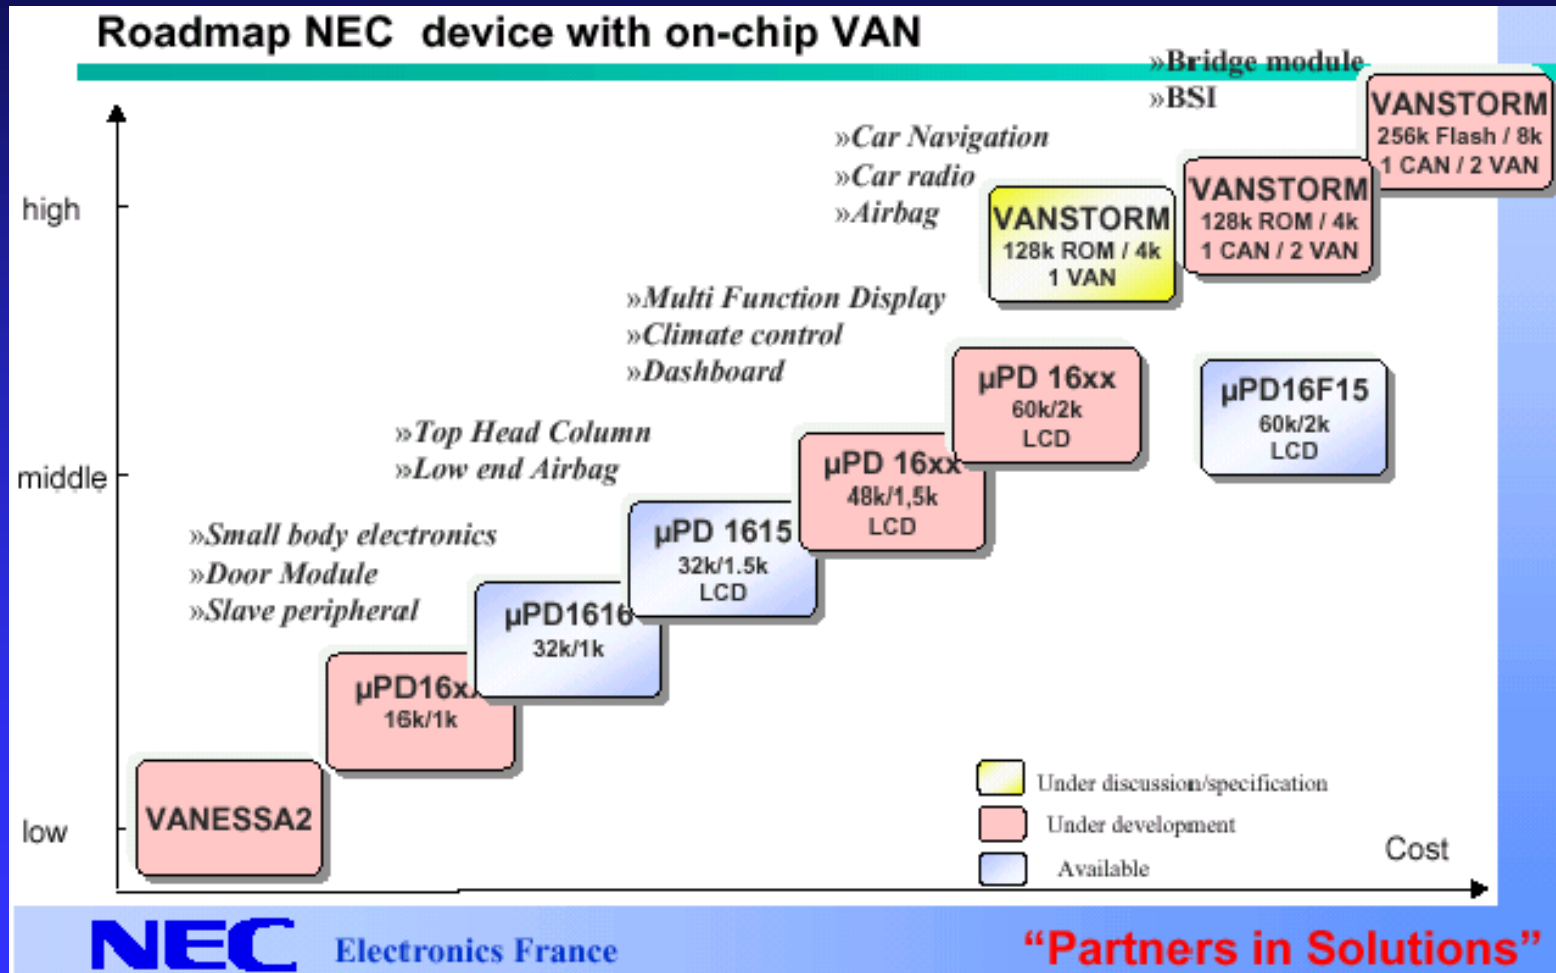 Roadmap NEC device with on-chip VAN
»Bridge module
»BSI
VANSTORM
256k Flash / 8k
1 CAN / 2 VAN
»Car Navigation
»Car radio
»Airbag
high
VANSTORM
128k ROM / 4k
1 VAN
VANSTORM
128k ROM / 4k
1 CAN / 2 VAN
»Multi Function Display
»Climate control
»Dashboard
µPD 16xx
60k/2k
LCD
µPD16F15
60k/2k
LCD
»Top Head Column
»Low end Airbag
middle
µPD 16xx
48k/1,5k
LCD
»Small body electronics
»Door Module
»Slave peripheral
µPD 1615
32k/1.5k
LCD
µPD1616
32k/1k
µPD16x
16k/1k
VANESSA2
low
Under discussion/specification
Under development
Available
Cost
NEC Electronics France
“Partners in Solutions”